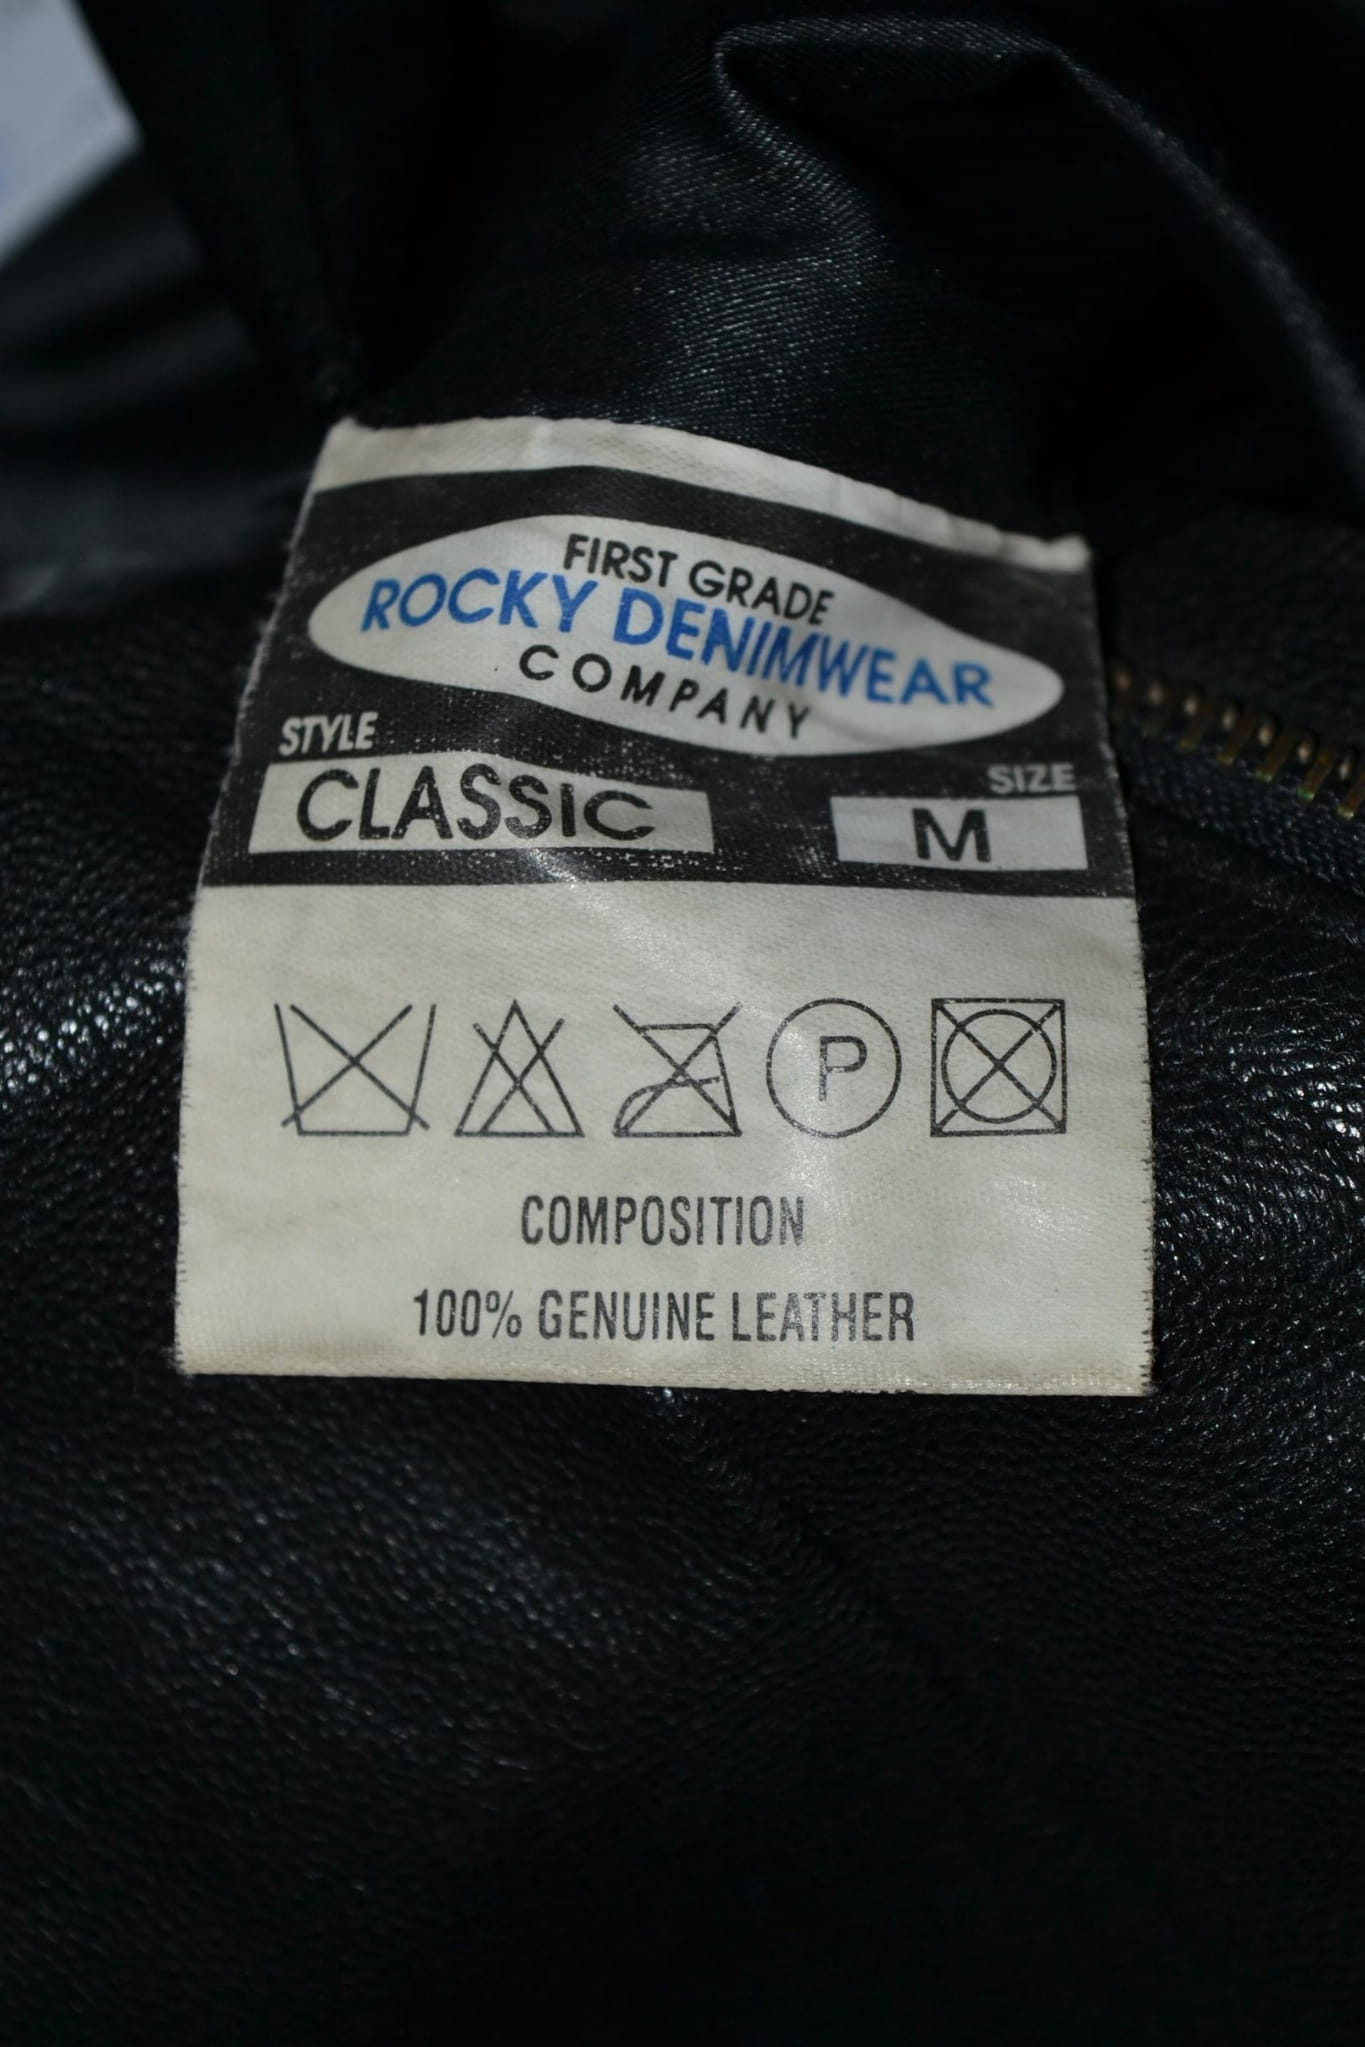 FIRST GRADE
ROCKY DENIMWEAR
COMPANY
STYLE
CLASSIC
SIZE
M
P
COMPOSITION
100% GENUINE LEATHER